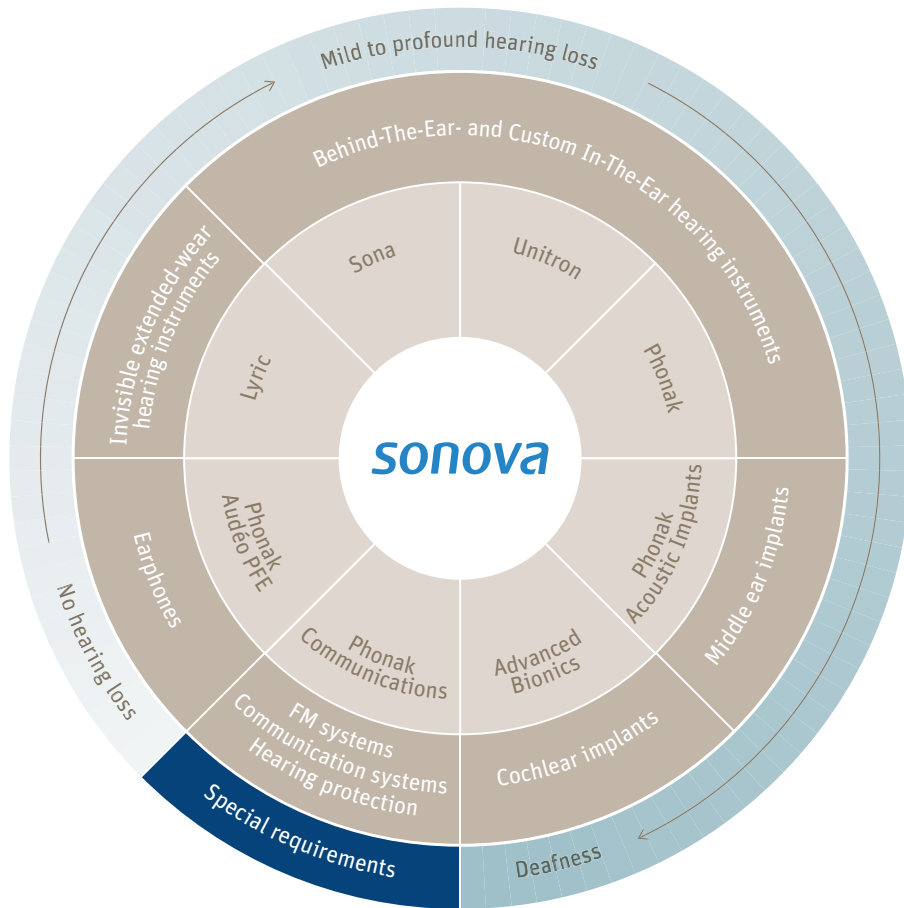 Mild to profound hearing loss
Behind-The-Ear- and Custom In-The-Ear hearing instruments
Sona
Unitron
Invisible extended-wear
hearing instruments
Lyric
Phonak
sonova
Earphones
Phonak
Audéo PFE
Phonak
Acoustic Implants
Middle ear implants
No hearing loss
Phonak
Communications
Advanced
Bionics
FM systems
Communication systems
Hearing protection
Cochlear implants
Special requirements
Deafness